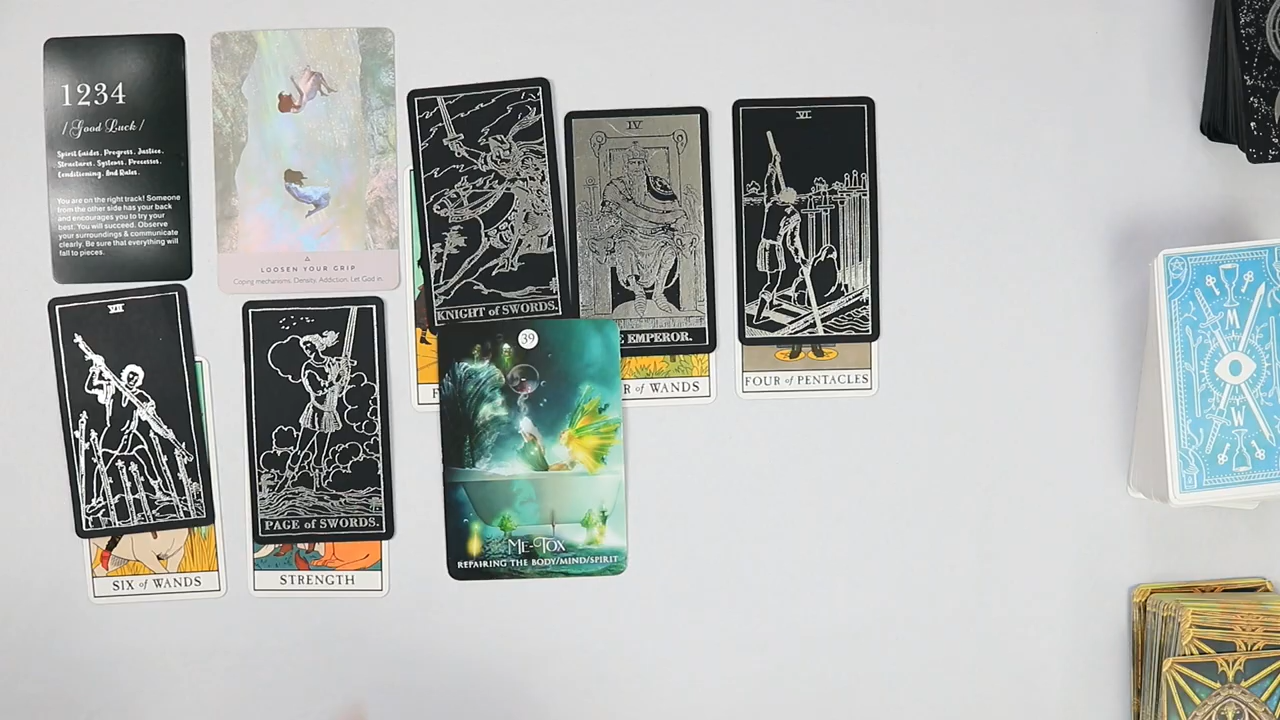 1234
/ Good Luck /
Spirit Guides. Progress. Justice.
Structures. Systems. Processes.
Conditioning. And Rules.
You are on the right track! Someone
from the other side has your back
and encourages you to try your
best. You will succeed. Observe
your surroundings & communicate
clearly. Be sure that everything will
fall to pieces.
LOOSEN YOUR GRIP
Coping mechanisms. Density. Addiction. Let God in.
KNIGHT of SWORDS.
F
IV
E EMPEROR.
R of WANDS
VI
FOUR of PENTACLES
VII
SIX of WANDS
PAGE of SWORDS.
STRENGTH
39
ME-TOX
REPAIRING THE BODY/MIND/SPIRIT
M
W